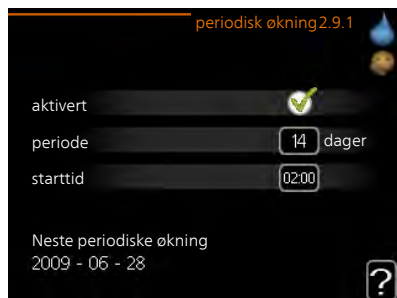 periodisk økning 2.9.1
aktivert
periode 14 dager
starttid 02:00
Neste periodiske økning
2009 - 06 - 28
?